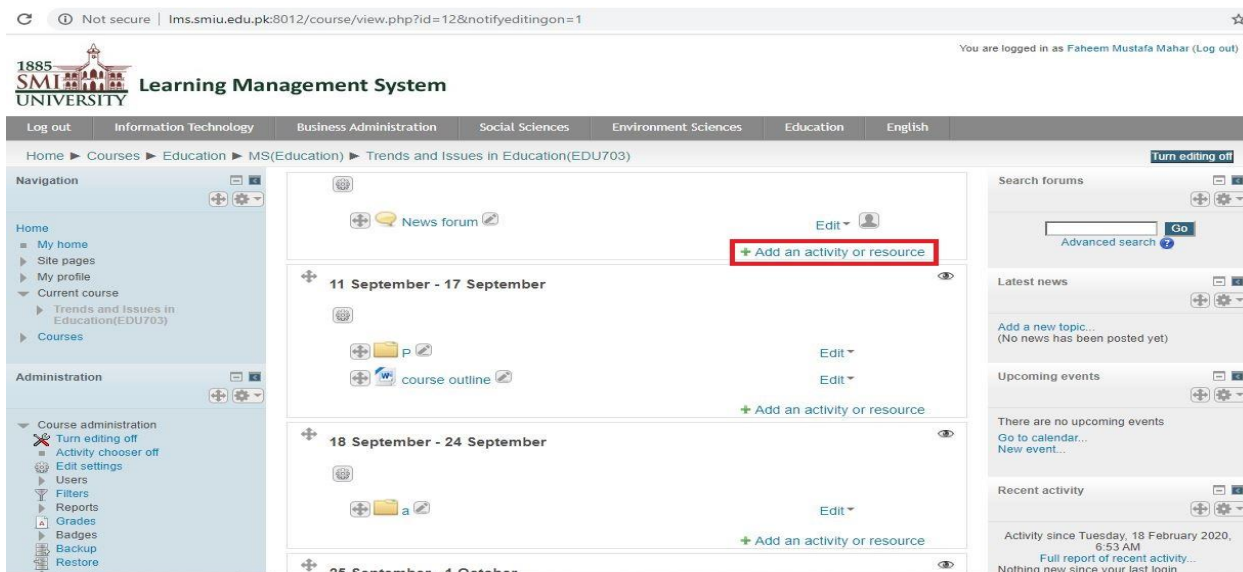 Not secure | lms.smiu.edu.pk:8012/course/view.php?id=12&notifyeditingon=1
You are logged in as Faheem Mustafa Mahar (Log out)
1885
SMI
UNIVERSITY
Learning Management System
Log out Information Technology Business Administration Social Sciences Environment Sciences Education English
Home ► Courses ► Education ► MS(Education) ► Trends and Issues in Education(EDU703)
Turn editing off
Navigation
Home
My home
Site pages
My profile
Current course
Trends and Issues in
Education(EDU703)
Courses
Administration
Course administration
Turn editing off
Activity chooser off
Edit settings
Users
Filters
Reports
Grades
Badges
Backup
Restore
News forum
Edit
+ Add an activity or resource
11 September - 17 September
P
Edit
course outline
Edit
+ Add an activity or resource
18 September - 24 September
a
Edit
+ Add an activity or resource
25 September - 1 October
Search forums
Go
Advanced search ?
Latest news
Add a new topic...
(No news has been posted yet)
Upcoming events
There are no upcoming events
Go to calendar...
New event...
Recent activity
Activity since Tuesday, 18 February 2020,
6:53 AM
Full report of recent activity...
Nothing new since your last login